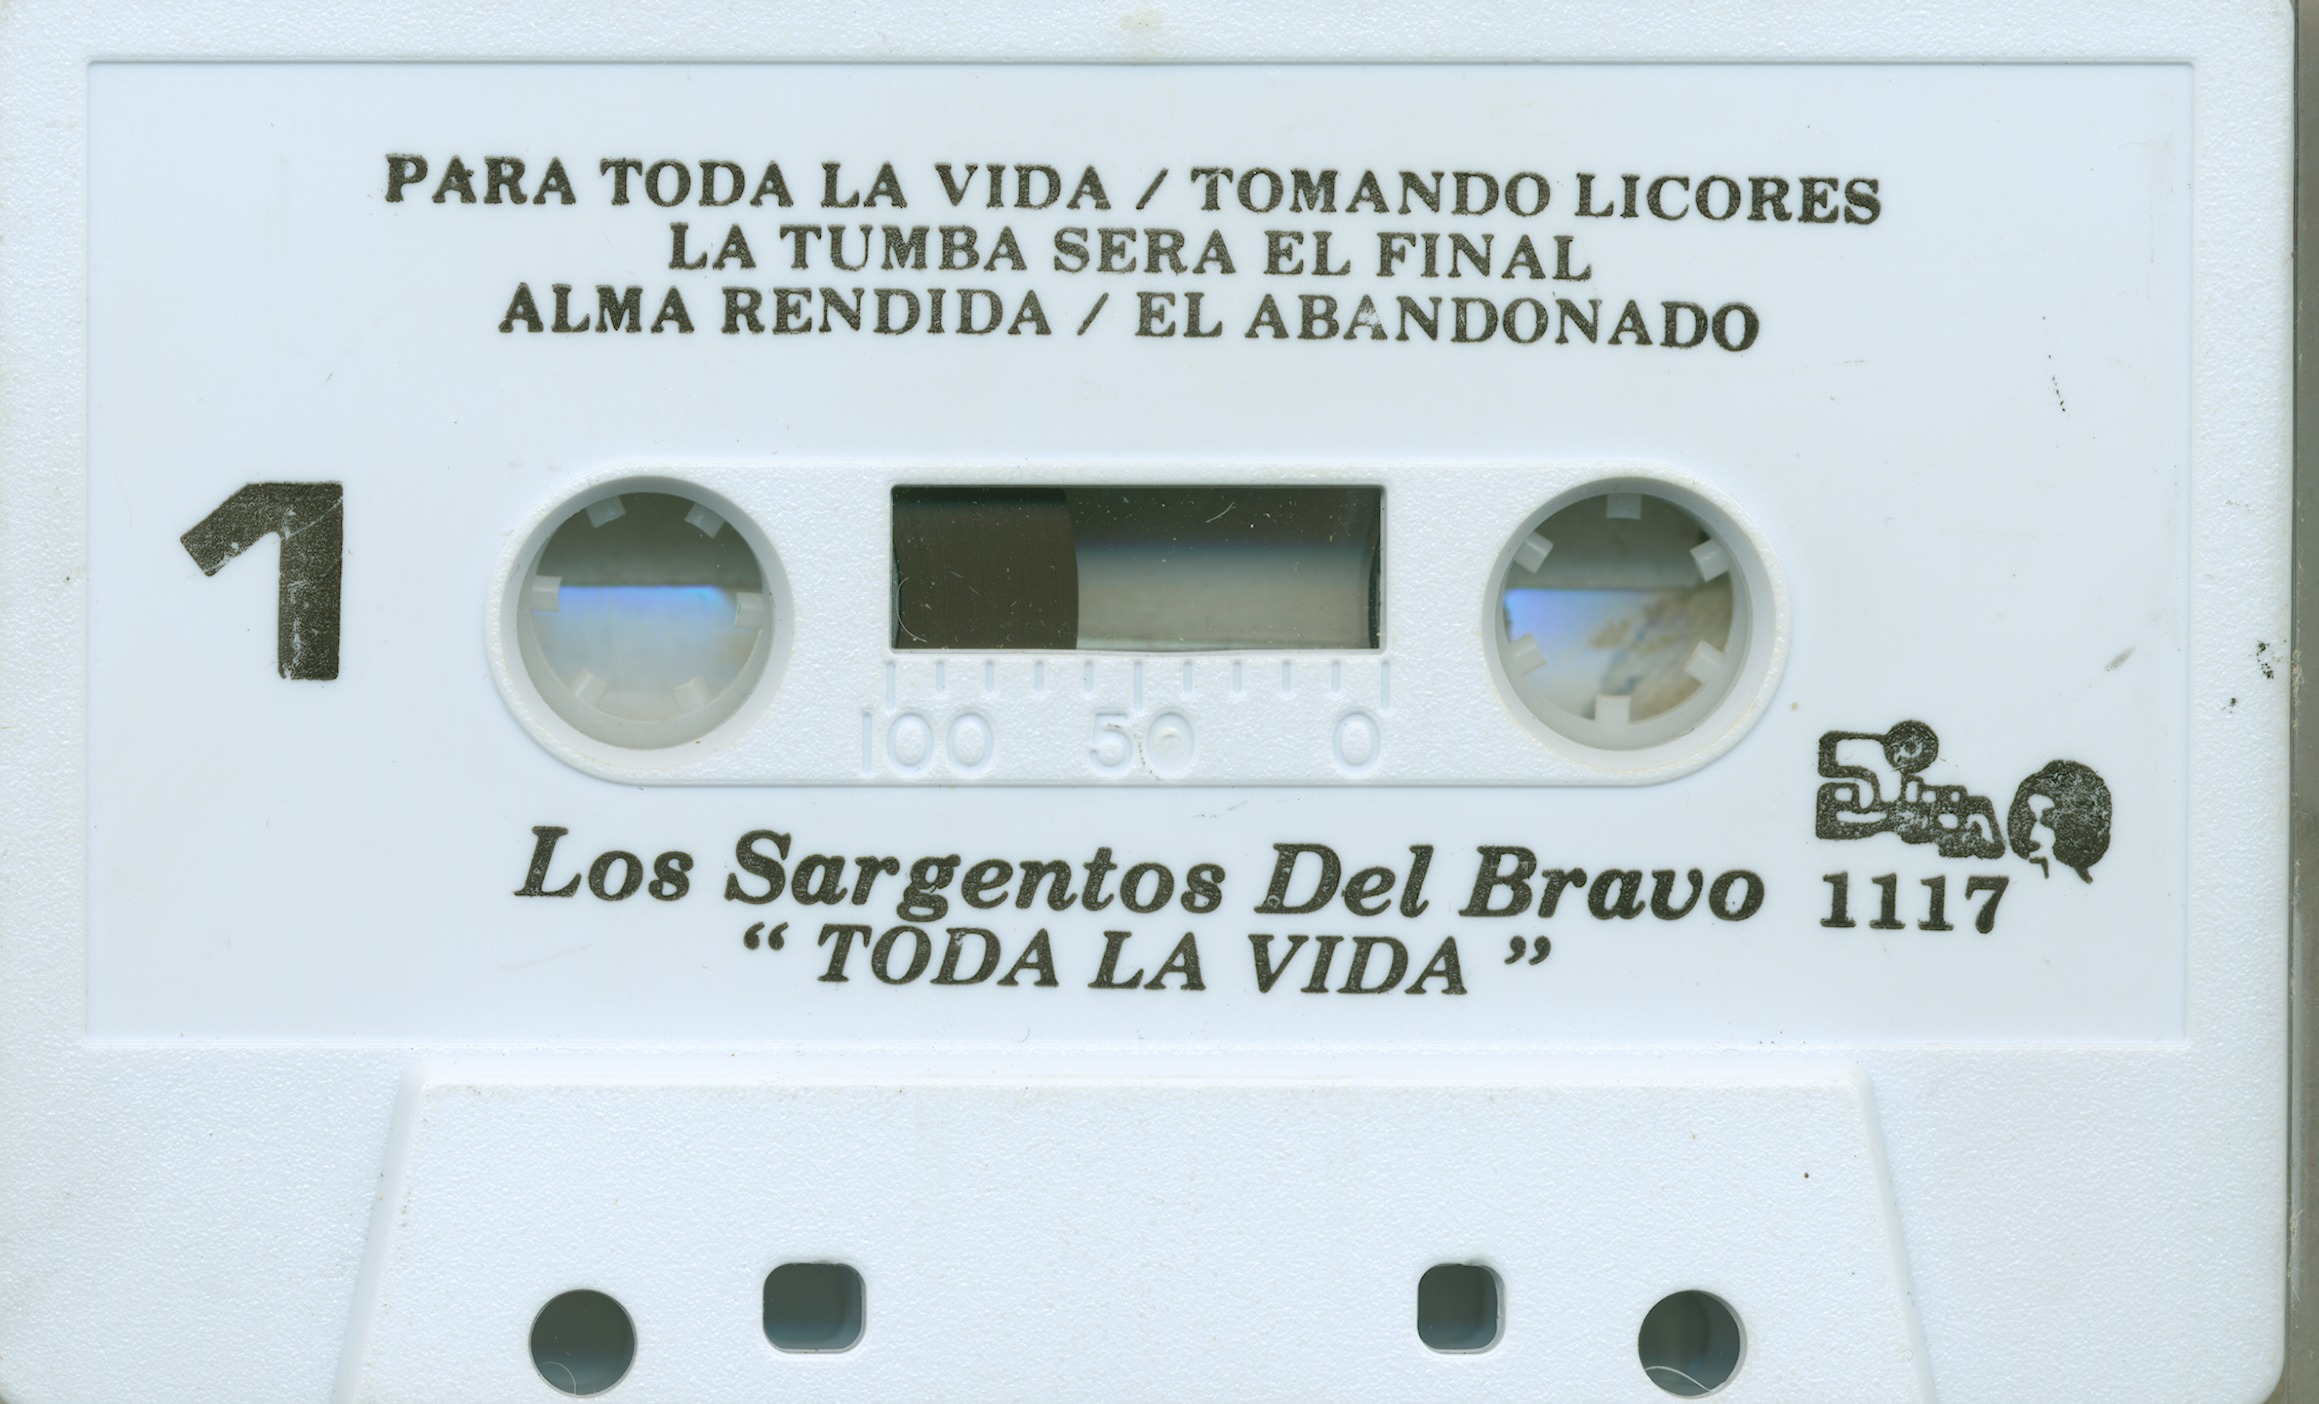 PARA TODA LA VIDA / TOMANDO LICORES
LA TUMBA SERA EL FINAL
ALMA RENDIDA / EL ABANDONADO
1
100 50 0
Los Sargentos Del Bravo
1117
“ TODA LA VIDA ”